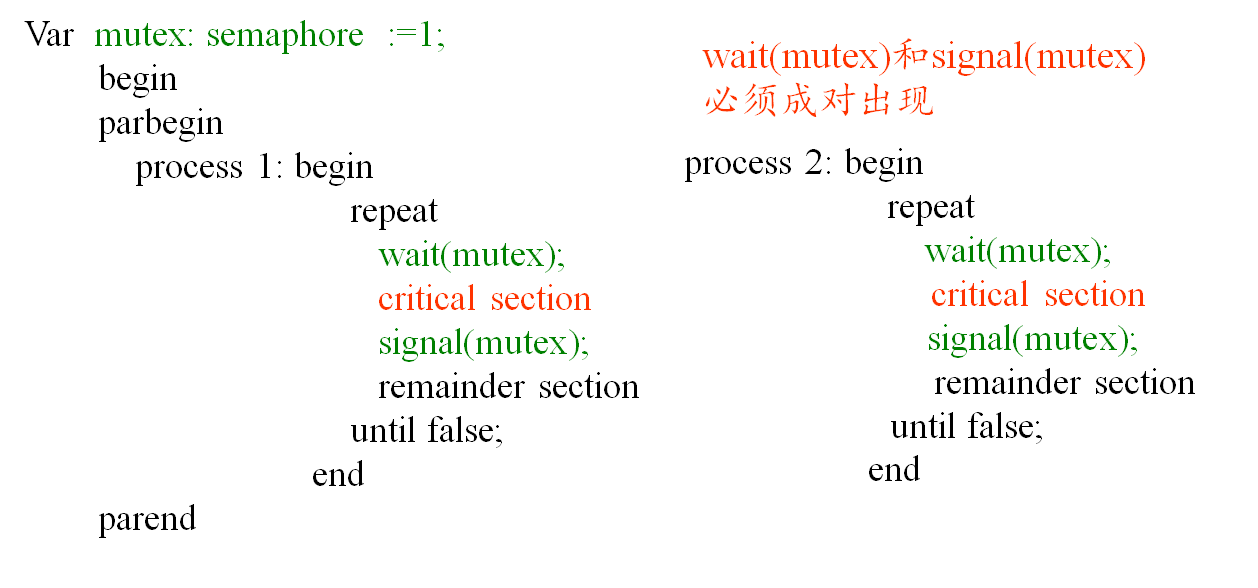 Var mutex: semaphore :=1;
begin
parbegin
process 1: begin
repeat
wait(mutex);
critical section
signal(mutex);
remainder section
until false;
end
parend
wait(mutex)和signal(mutex)
必须成对出现
process 2: begin
repeat
wait(mutex);
critical section
signal(mutex);
remainder section
until false;
end